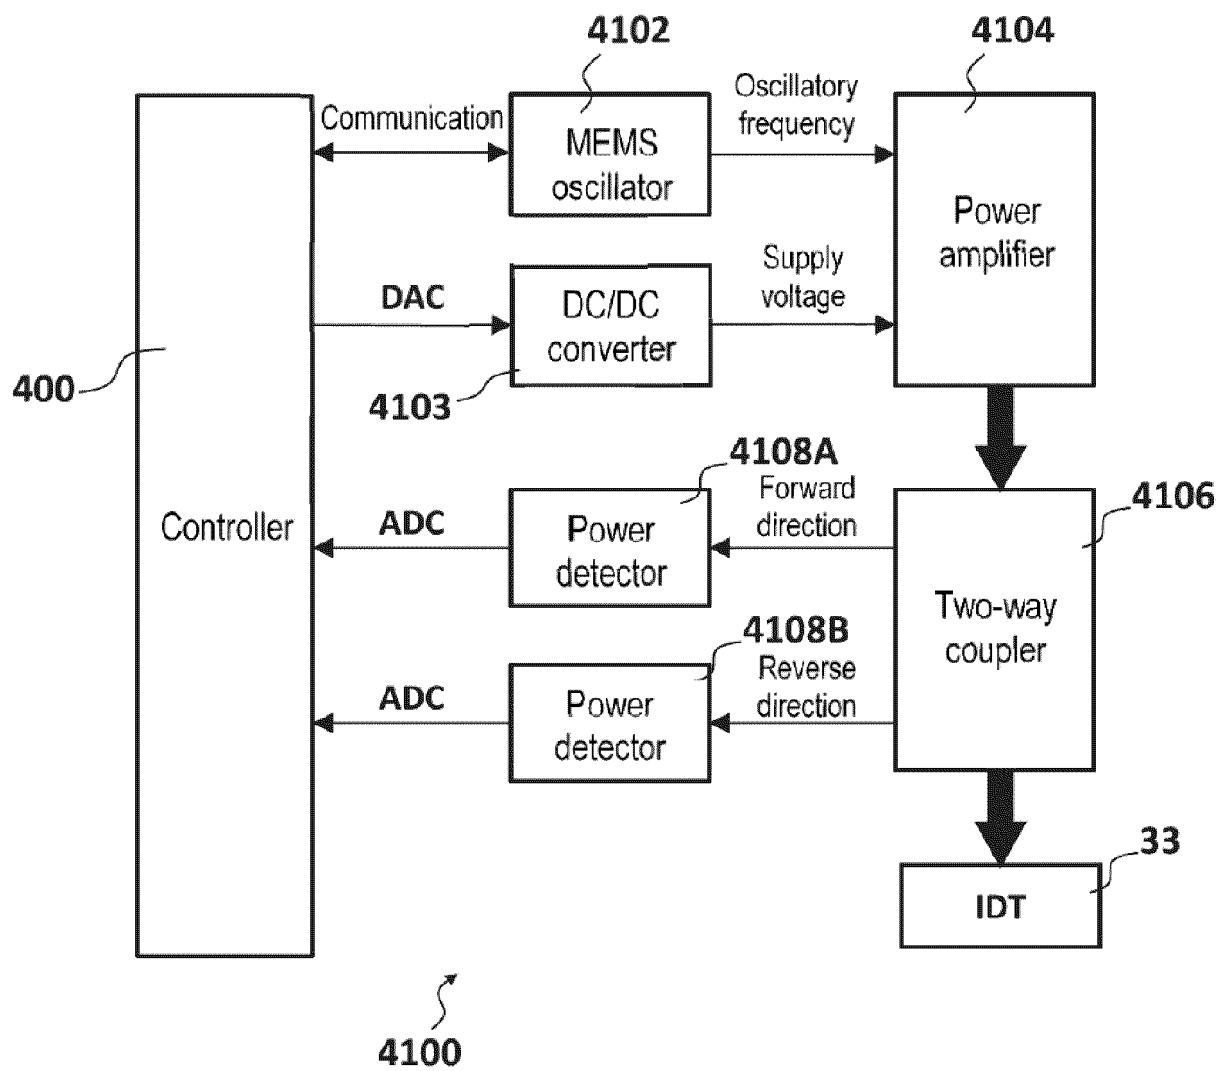 4102
4104
Communication
MEMS
oscillator
Oscillatory
frequency
Power
amplifier
DAC
DC/DC
converter
Supply
voltage
400
4103
4108A
4106
Controller
ADC
Power
detector
Forward
direction
Two-way
coupler
4108B
ADC
Power
detector
Reverse
direction
33
IDT
4100